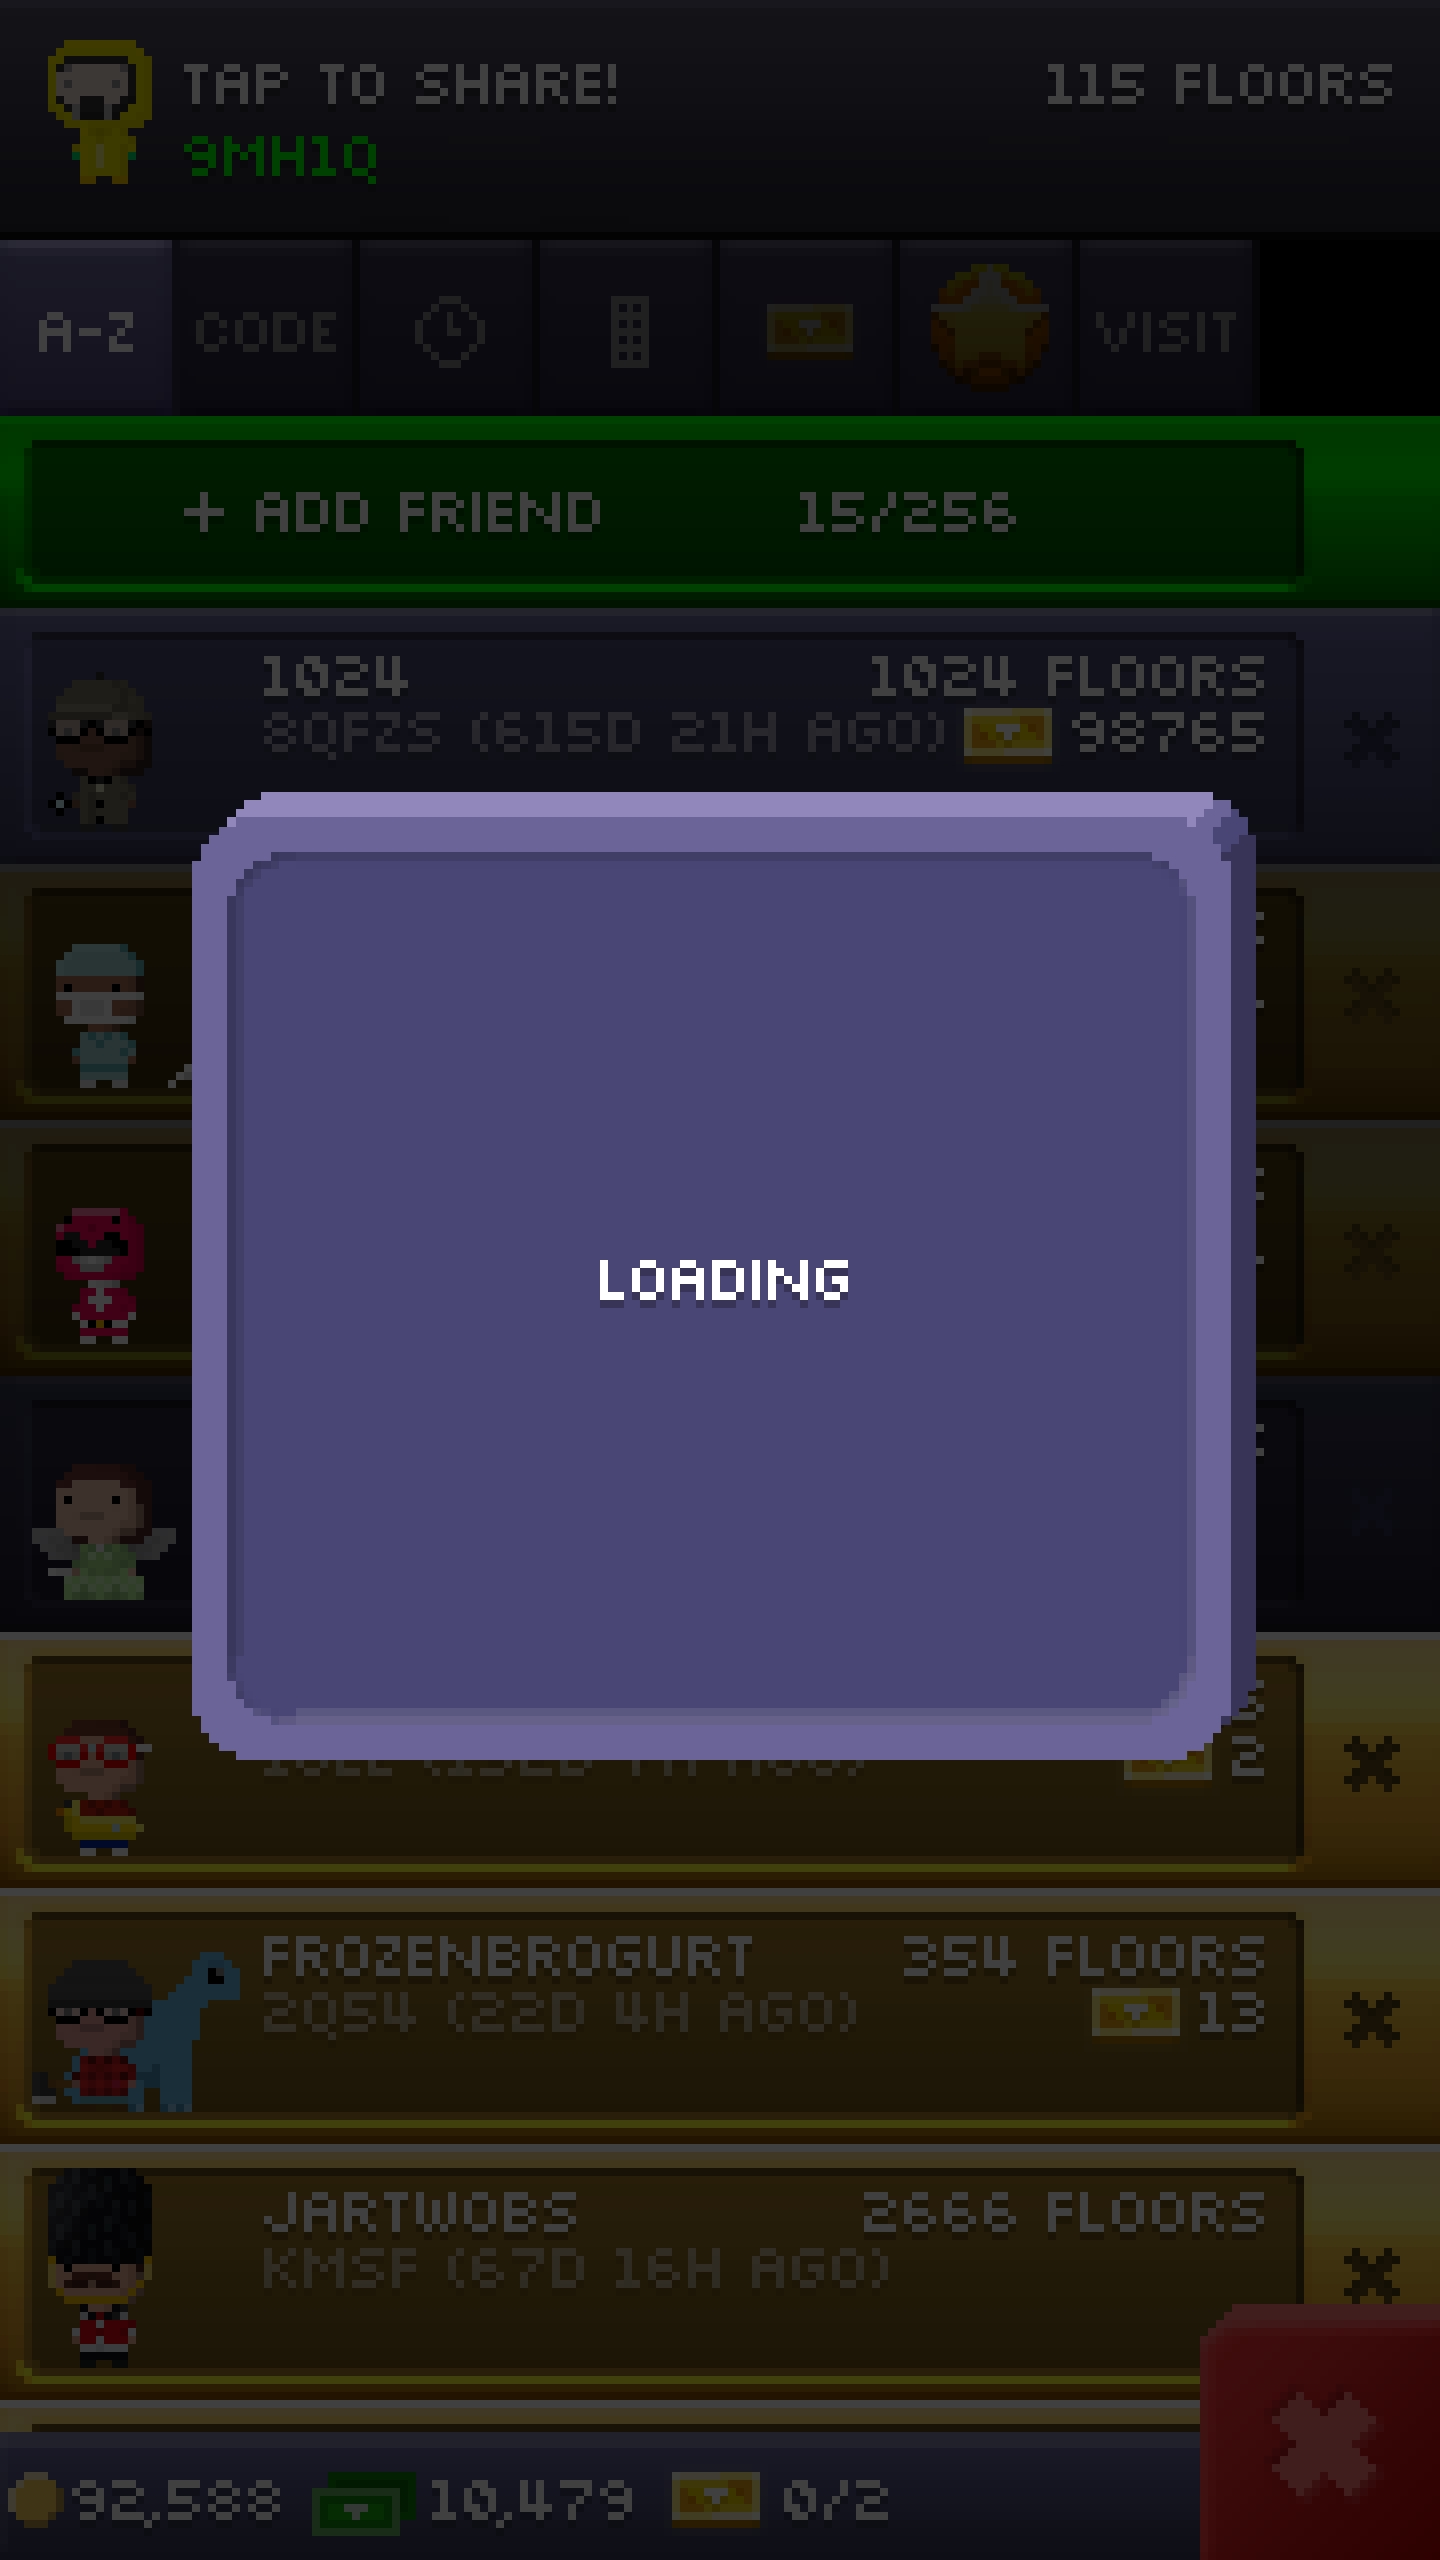 TAP TO SHARE!
115 FLOORS
9MH1Q
A-Z
CODE
VISIT
+ ADD FRIEND
15/256
1024
1024 FLOORS
8QFZS (615D 21H AGO)
98765
LOADING
2
FROZENBROGURT
354 FLOORS
2Q54 (22D 4H AGO)
13
JARTWOBS
2666 FLOORS
KMSF (67D 16H AGO)
92,588
10,479
0/2